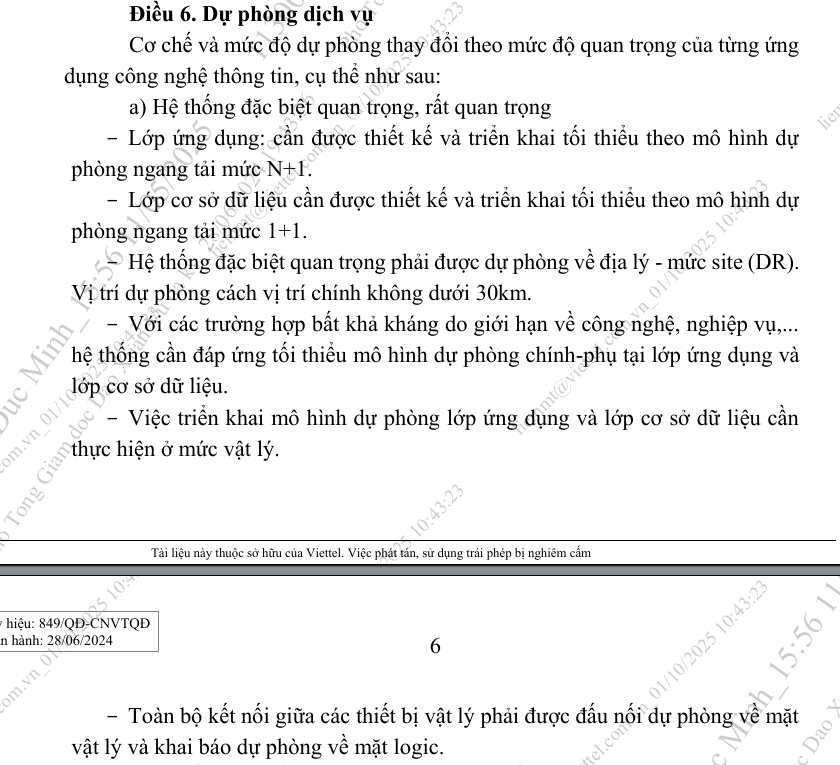 Điều 6. Dự phòng dịch vụ
Cơ chế và mức độ dự phòng thay đổi theo mức độ quan trọng của từng ứng
dụng công nghệ thông tin, cụ thể như sau:
a) Hệ thống đặc biệt quan trọng, rất quan trọng
− Lớp ứng dụng: cần được thiết kế và triển khai tối thiểu theo mô hình dự
phòng ngang tải mức N+1.
− Lớp cơ sở dữ liệu cần được thiết kế và triển khai tối thiểu theo mô hình dự
phòng ngang tải mức 1+1.
− Hệ thống đặc biệt quan trọng phải được dự phòng về địa lý - mức site (DR).
Vị trí dự phòng cách vị trí chính không dưới 30km.
− Với các trường hợp bất khả kháng do giới hạn về công nghệ, nghiệp vụ,...
hệ thống cần đáp ứng tối thiểu mô hình dự phòng chính-phụ tại lớp ứng dụng và
lớp cơ sở dữ liệu.
− Việc triển khai mô hình dự phòng lớp ứng dụng và lớp cơ sở dữ liệu cần
thực hiện ở mức vật lý.
Tài liệu này thuộc sở hữu của Viettel. Việc phát tán, sử dụng trái phép bị nghiêm cấm
hiệu: 849/QĐ-CNVTQĐ
hành: 28/06/2024
6
− Toàn bộ kết nối giữa các thiết bị vật lý phải được đấu nối dự phòng về mặt
vật lý và khai báo dự phòng về mặt logic.